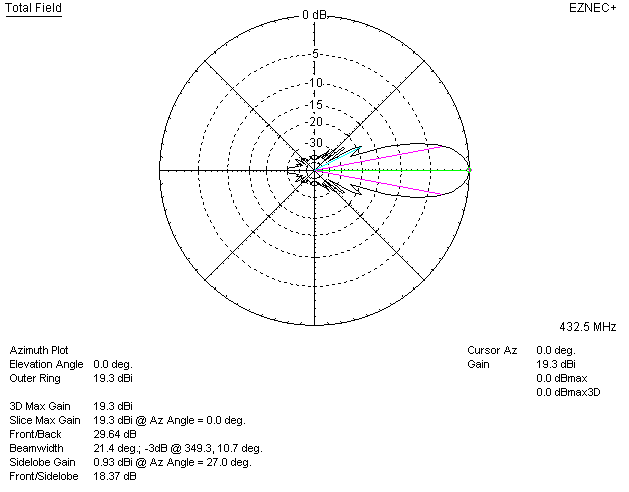 Total Field
EZNEC+
0 dB
-5
-10
-15
-20
-30
432.5 MHz
Azimuth Plot
Elevation Angle 0.0 deg.
Outer Ring 19.3 dBi
Cursor Az 0.0 deg.
Gain 19.3 dBi
0.0 dBmax
0.0 dBmax3D
3D Max Gain 19.3 dBi
Slice Max Gain 19.3 dBi @ Az Angle = 0.0 deg.
Front/Back 29.64 dB
Beamwidth 21.4 deg.; -3dB @ 349.3, 10.7 deg.
Sidelobe Gain 0.93 dBi @ Az Angle = 27.0 deg.
Front/Sidelobe 18.37 dB